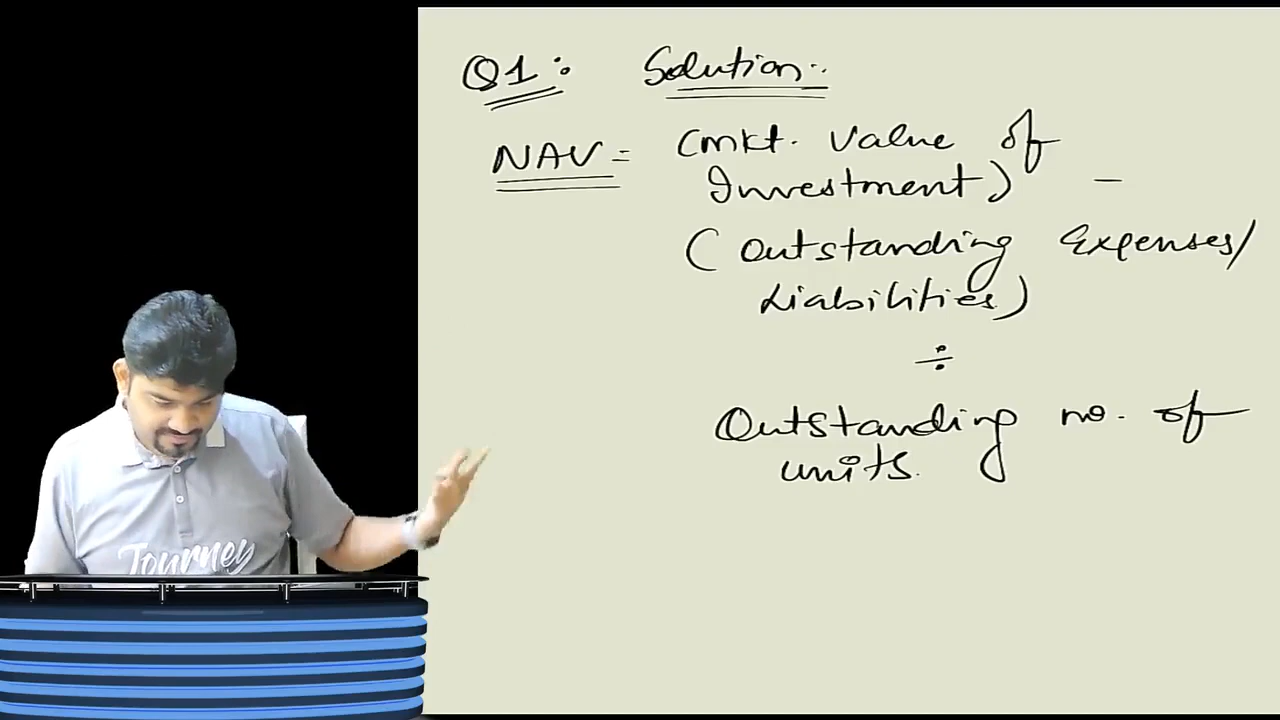 Q1: Solution:
NAV = (mkt. Value of
Investment) –
(Outstanding Expenses/
Liabilities)
÷
Outstanding no. of
units.
Journey